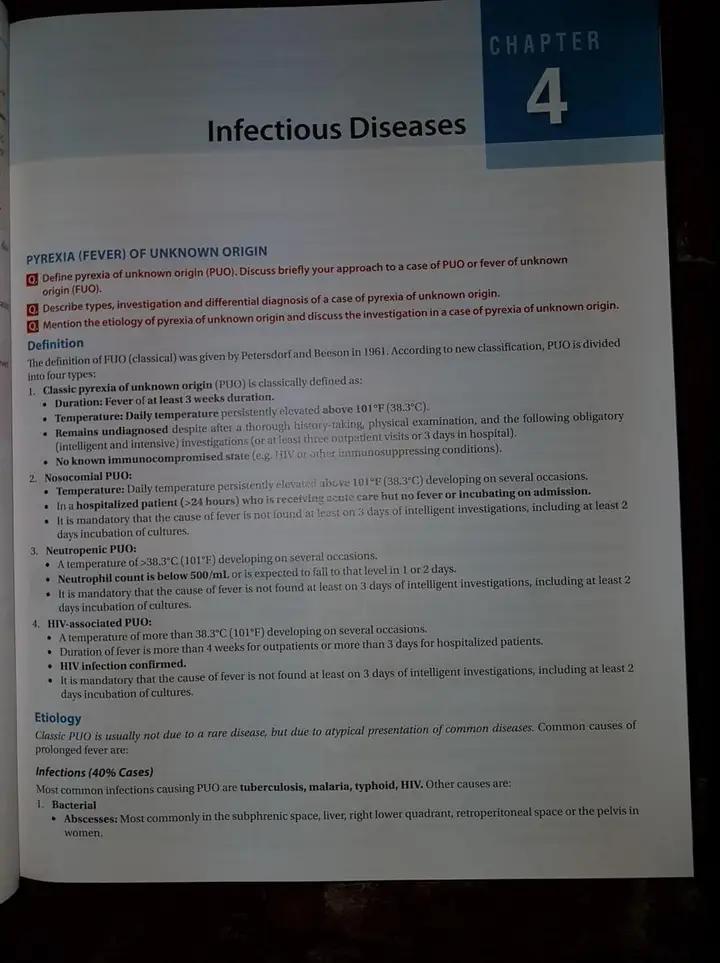 CHAPTER
4
Infectious Diseases
PYREXIA (FEVER) OF UNKNOWN ORIGIN
Q. Define pyrexia of unknown origin (PUO). Discuss briefly your approach to a case of PUO or fever of unknown
origin (FUO).
Q. Describe types, investigation and differential diagnosis of a case of pyrexia of unknown origin.
Q. Mention the etiology of pyrexia of unknown origin and discuss the investigation in a case of pyrexia of unknown origin.
Definition
The definition of FUO (classical) was given by Petersdorf and Beeson in 1961. According to new classification, PUO is divided
into four types:
1. Classic pyrexia of unknown origin (PUO) is classically defined as:
• Duration: Fever of at least 3 weeks duration.
• Temperature: Daily temperature persistently elevated above 101°F (38.3°C).
• Remains undiagnosed despite after a thorough history-taking, physical examination, and the following obligatory
(intelligent and intensive) investigations (or at least three outpatient visits or 3 days in hospital).
• No known immunocompromised state (e.g. HIV or other immunosuppressing conditions).
2. Nosocomial PUO:
• Temperature: Daily temperature persistently elevated above 101°F (38.3°C) developing on several occasions.
• In a hospitalized patient (>24 hours) who is receiving acute care but no fever or incubating on admission.
• It is mandatory that the cause of fever is not found at least on 3 days of intelligent investigations, including at least 2
days incubation of cultures.
3. Neutropenic PUO:
• A temperature of >38.3°C (101°F) developing on several occasions.
• Neutrophil count is below 500/mL or is expected to fall to that level in 1 or 2 days.
• It is mandatory that the cause of fever is not found at least on 3 days of intelligent investigations, including at least 2
days incubation of cultures.
4. HIV-associated PUO:
• A temperature of more than 38.3°C (101°F) developing on several occasions.
• Duration of fever is more than 4 weeks for outpatients or more than 3 days for hospitalized patients.
• HIV infection confirmed.
• It is mandatory that the cause of fever is not found at least on 3 days of intelligent investigations, including at least 2
days incubation of cultures.
Etiology
Classic PUO is usually not due to a rare disease, but due to atypical presentation of common diseases. Common causes of
prolonged fever are:
Infections (40% Cases)
Most common infections causing PUO are tuberculosis, malaria, typhoid, HIV. Other causes are:
1. Bacterial
• Abscesses: Most commonly in the subphrenic space, liver, right lower quadrant, retroperitoneal space or the pelvis in
women.